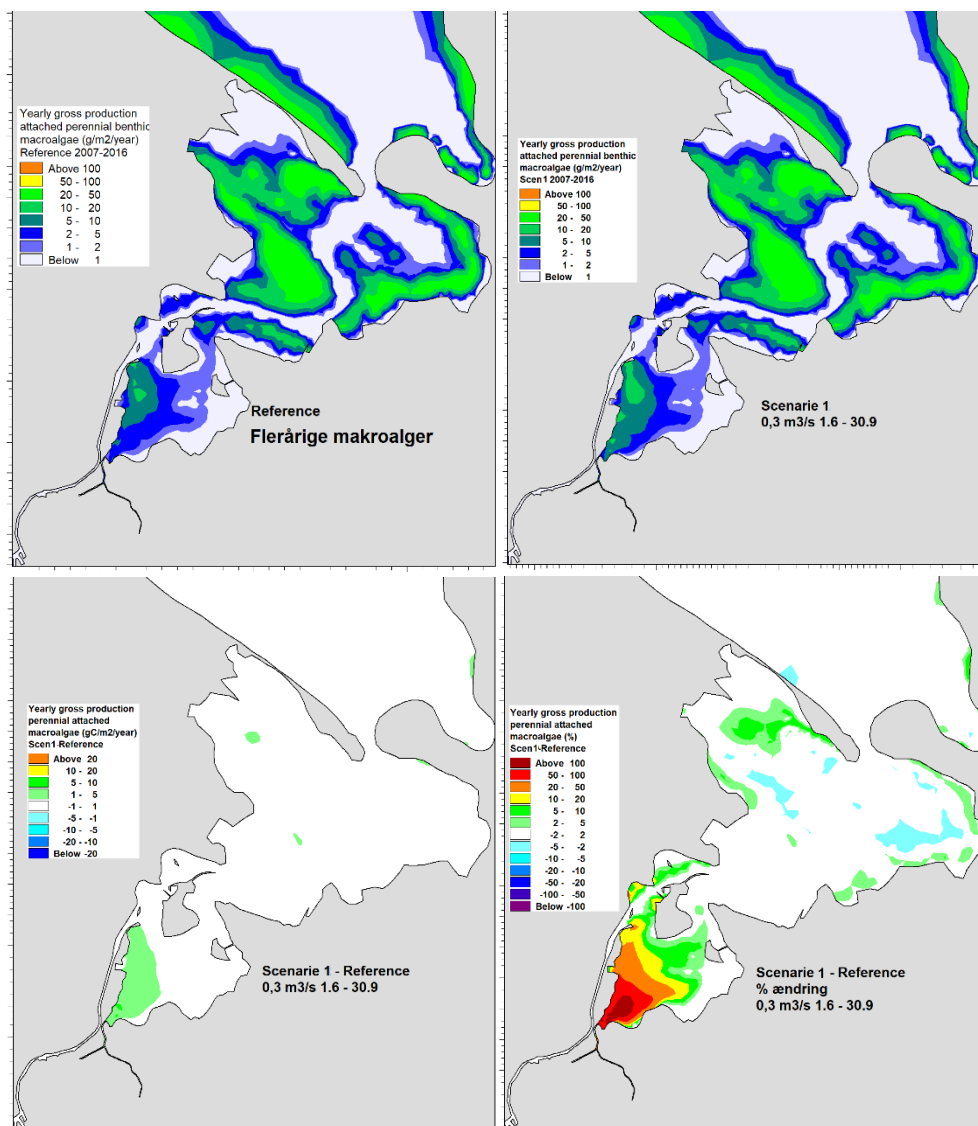 Yearly gross production
attached perennial benthic
macroalgae (g/m2/year)
Reference 2007-2016
Above 100
50 - 100
20 - 50
10 - 20
5 - 10
2 - 5
1 - 2
Below 1
Reference
Flerårige makroalger
Yearly gross production
attached perennial benthic
macroalgae (g/m2/year)
Scen1 2007-2016
Above 100
50 - 100
20 - 50
10 - 20
5 - 10
2 - 5
1 - 2
Below 1
Scenarie 1
0,3 m3/s 1.6 - 30.9
Yearly gross production
perennial attached
macroalgae (gC/m2/year)
Scen1-Reference
Above 20
10 - 20
5 - 10
1 - 5
-1 - 1
-5 - -1
-10 - -5
-20 - -10
Below -20
Scenarie 1 - Reference
0,3 m3/s 1.6 - 30.9
Yearly gross production
perennial attached
macroalgae (%)
Scen1-Reference
Above 100
50 - 100
20 - 50
10 - 20
5 - 10
2 - 5
-2 - 2
-5 - -2
-10 - -5
-20 - -10
-50 - -20
-100 - -50
Below -100
Scenarie 1 - Reference
% ændring
0,3 m3/s 1.6 - 30.9